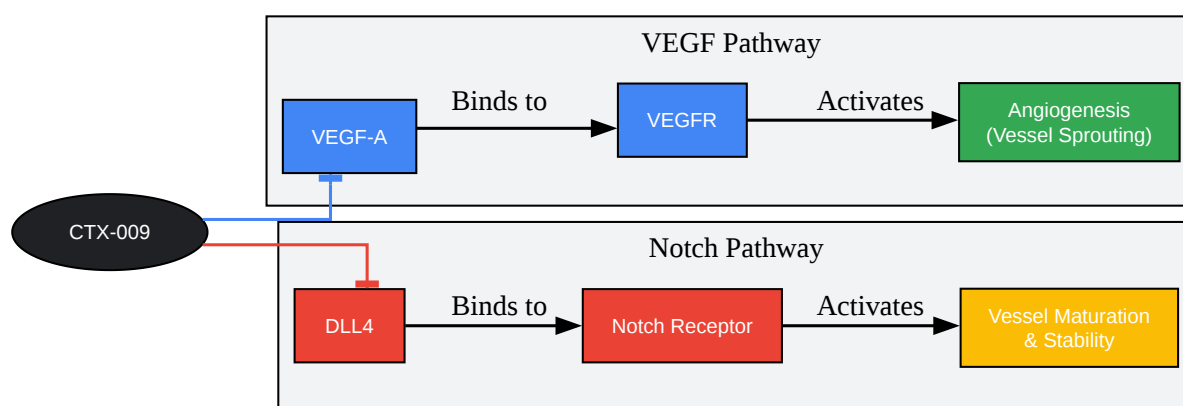 VEGF Pathway
Binds to
Activates
VEGF-A
VEGFR
Angiogenesis
(Vessel Sprouting)
CTX-009
Notch Pathway
Binds to
Activates
DLL4
Notch Receptor
Vessel Maturation
& Stability